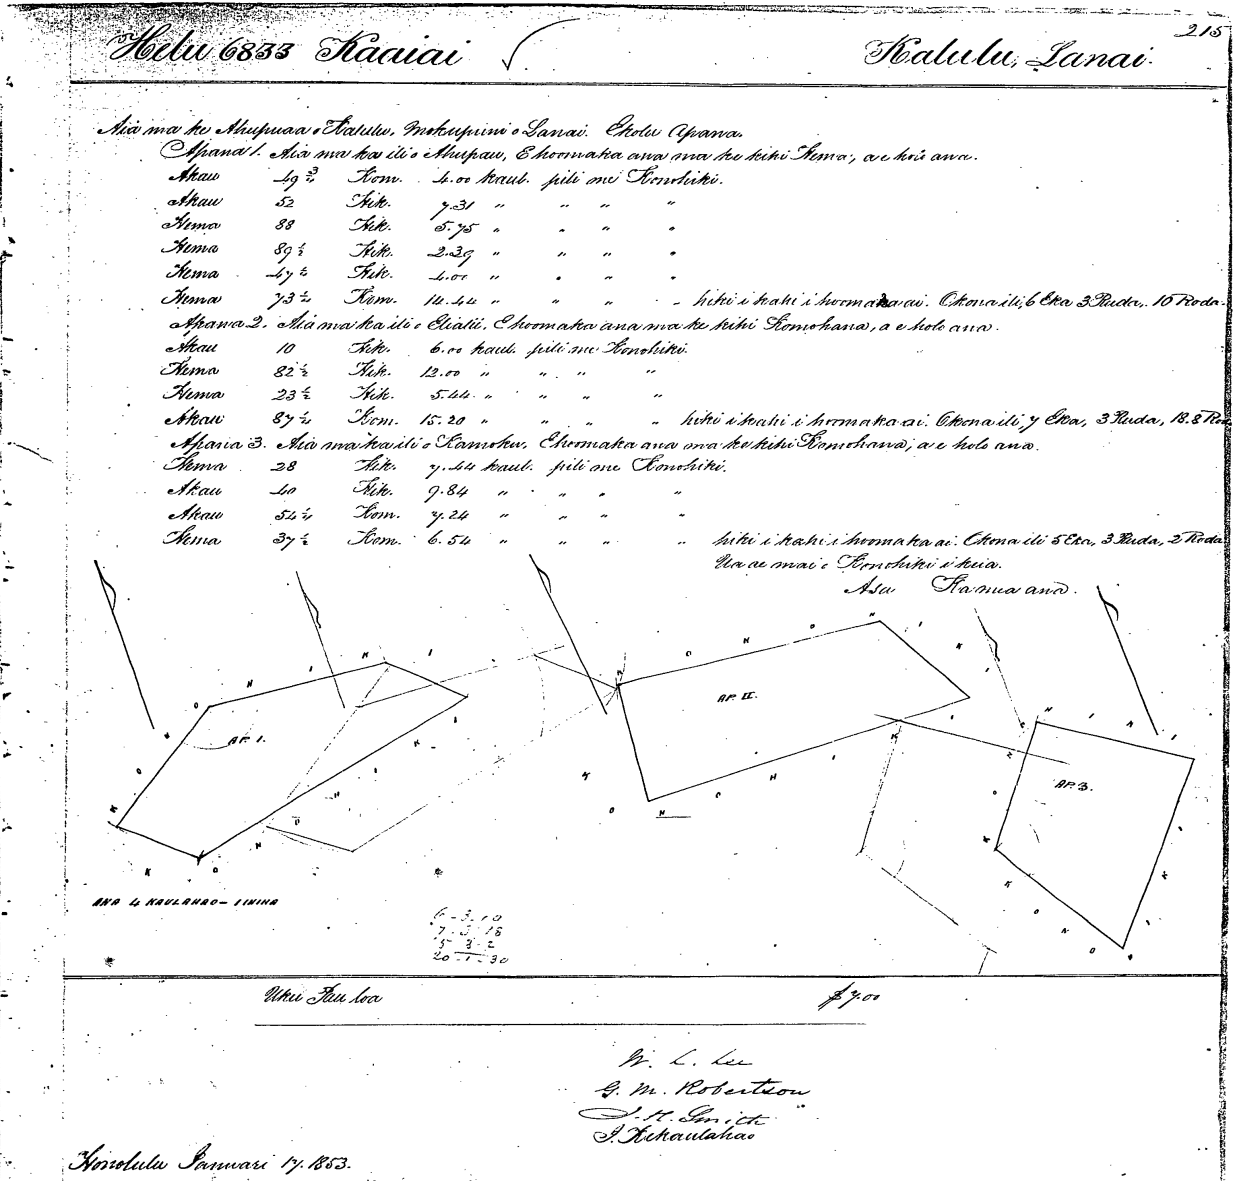 215
Helu 6833 Kaaiai Kalulu, Lanai.
Aia ma ke Ahupuaa o Kalulu, Mokupuni o Lanai. Ekolu Apana.
Apana 1. Aia ma ka ili o Ahupau, E hoomaka ana ma ke kihi Hema, a e holo ana.
Akau 49 3/4 Kom. 4.00 kaul. pili me Konohiki.
Akau 52 Hik. 7.31 " " " "
Hema 88 Hik. 5.75 " " " "
Hema 89 1/2 Hik. 2.39 " " " "
Hema 47 1/2 Hik. 4.00 " " " "
Hema 73 1/4 Kom. 14.44 " " " " hiki i kahi i hoomaka ai. Okona ili, 6 Eka 3 Ruda, 10 Roda.
Apana 2. Aia ma ka ili o Elialii, E hoomaka ana ma ke kihi Komohana, a e holo ana.
Akau 10 Hik. 6.00 kaul. pili me Konohiki.
Hema 82 1/2 Hik. 12.00 " " " "
Hema 23 1/2 Hik. 5.44 " " " "
Akau 87 1/4 Kom. 15.20 " " " " hiki i kahi i hoomaka ai. Okona ili 7 Eka, 3 Ruda, 18.8 Rod
Apana 3. Aia ma ka ili o Kamoku, E hoomaka ana ma ke kihi Komohana, a e holo ana.
Hema 28 Hik. 7.44 kaul. pili me Konohiki.
Akau 40 Hik. 9.84 " " " "
Akau 54 1/4 Kom. 7.24 " " " "
Hema 37 1/2 Kom. 6.54 " " " " hiki i kahi i hoomaka ai. Okona ili 5 Eka, 3 Ruda, 2 Roda
Ua ae mai o Konohiki i keia.
Asa Kanua ana.
KONOHIKI
KONOHIKI
KONOHIKI
AP. I.
AP. II.
AP. 3.
ANA 4 KAULAHAO – 1 INIHA
6-3-10
7-3-18
5-3-2
20-1-30
Uku Pau loa $7.00
W. L. Lee
G. M. Robertson
J. H. Smith
J. Kekaulahao
Honolulu Januari 17. 1853.